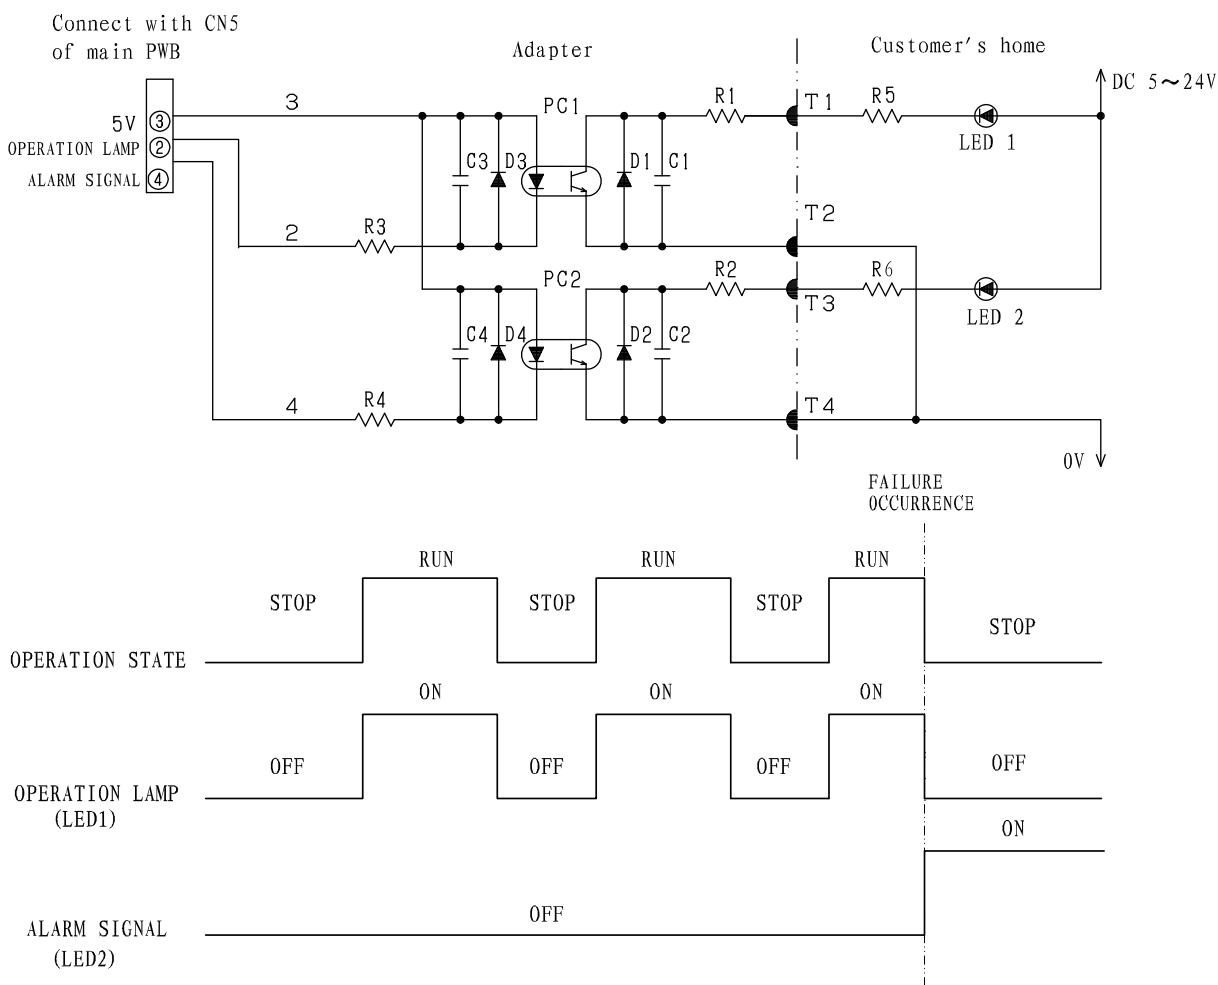 Connect with CN5
of main PWB
Adapter
Customer's home
DC 5～24V
3
PC1
R1
T1
R5
5V ③
OPERATION LAMP ②
ALARM SIGNAL ④
C3
D3
D1
C1
LED 1
T2
2
R3
PC2
R2
T3
R6
LED 2
C4
D4
D2
C2
4
R4
T4
0V
FAILURE
OCCURRENCE
RUN
RUN
RUN
STOP
STOP
STOP
STOP
OPERATION STATE
ON
ON
ON
OFF
OFF
OFF
OFF
OPERATION LAMP
(LED1)
ON
OFF
ALARM SIGNAL
(LED2)